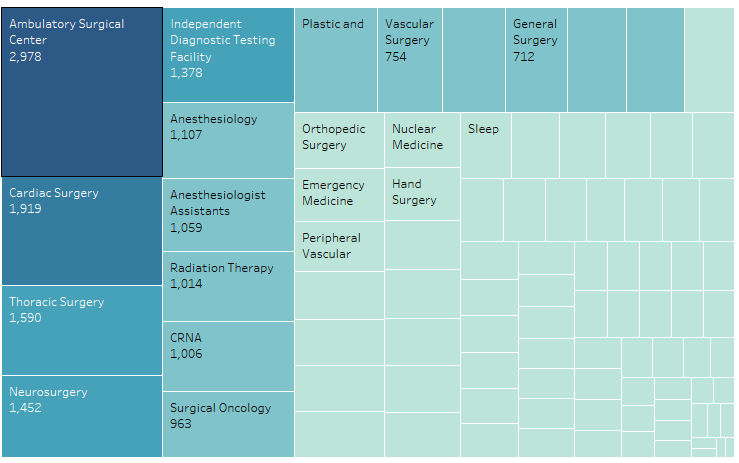 Ambulatory Surgical
Center
2,978
Cardiac Surgery
1,919
Thoracic Surgery
1,590
Neurosurgery
1,452
Independent
Diagnostic Testing
Facility
1,378
Anesthesiology
1,107
Anesthesiologist
Assistants
1,059
Radiation Therapy
1,014
CRNA
1,006
Surgical Oncology
963
Plastic and
Vascular
Surgery
754
General
Surgery
712
Orthopedic
Surgery
Emergency
Medicine
Peripheral
Vascular
Nuclear
Medicine
Hand
Surgery
Sleep